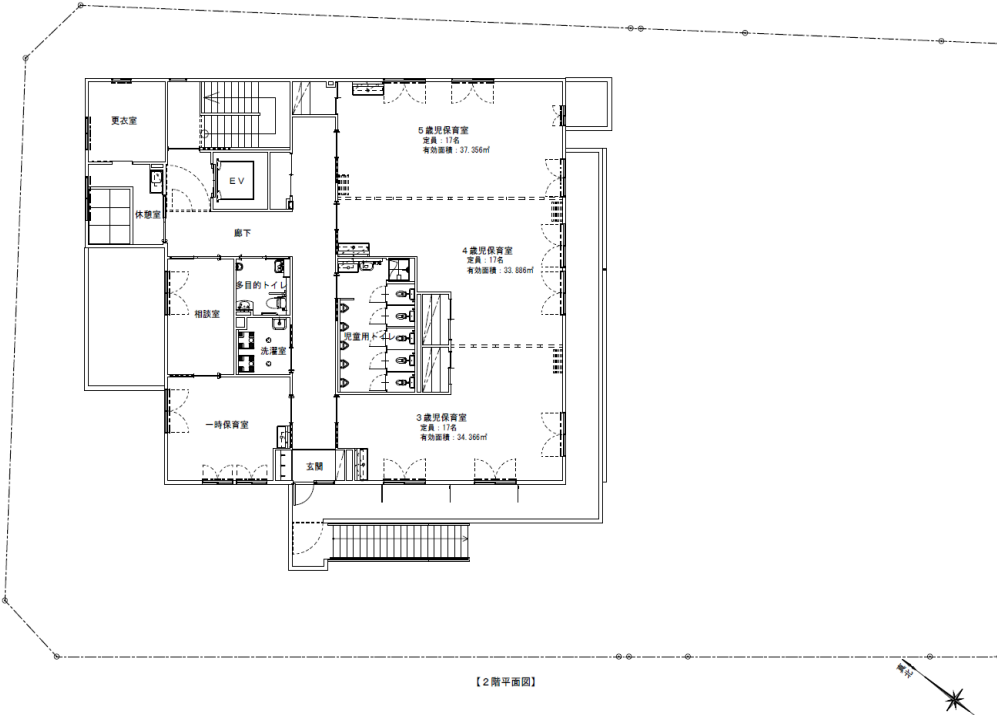 5歳児保育室
定員：17名
有効面積：37.356㎡
更衣室
EV
休憩室
廊下
4歳児保育室
定員：17名
有効面積：33.886㎡
多目的トイレ
相談室
児童用トイレ
洗濯室
3歳児保育室
定員：17名
有効面積：34.366㎡
一時保育室
玄関
【2階平面図】
真北